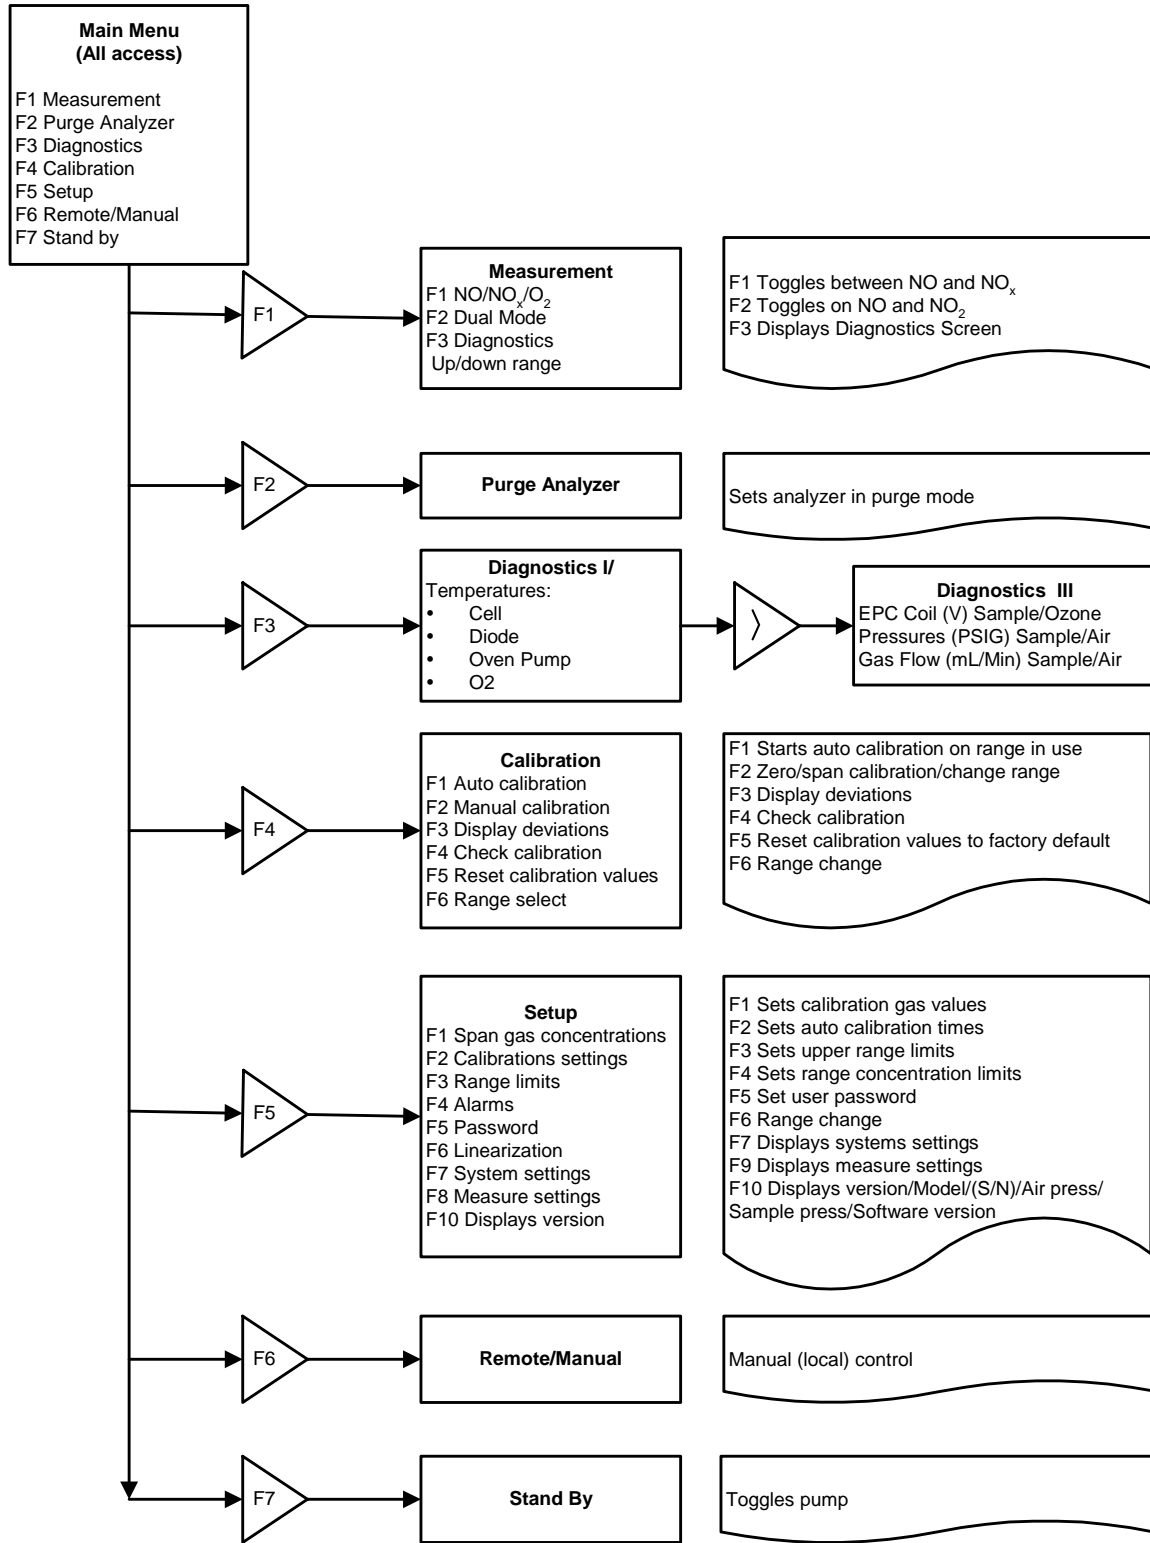 Main Menu
(All access)
F1 Measurement
F2 Purge Analyzer
F3 Diagnostics
F4 Calibration
F5 Setup
F6 Remote/Manual
F7 Stand by
F1
Measurement
F1 NO/NOx/O2
F2 Dual Mode
F3 Diagnostics
Up/down range
F1 Toggles between NO and NOx
F2 Toggles on NO and NO2
F3 Displays Diagnostics Screen
F2
Purge Analyzer
Sets analyzer in purge mode
F3
Diagnostics I/
Temperatures:
• Cell
• Diode
• Oven Pump
• O2
〉
Diagnostics III
EPC Coil (V) Sample/Ozone
Pressures (PSIG) Sample/Air
Gas Flow (mL/Min) Sample/Air
F4
Calibration
F1 Auto calibration
F2 Manual calibration
F3 Display deviations
F4 Check calibration
F5 Reset calibration values
F6 Range select
F1 Starts auto calibration on range in use
F2 Zero/span calibration/change range
F3 Display deviations
F4 Check calibration
F5 Reset calibration values to factory default
F6 Range change
F5
Setup
F1 Span gas concentrations
F2 Calibrations settings
F3 Range limits
F4 Alarms
F5 Password
F6 Linearization
F7 System settings
F8 Measure settings
F10 Displays version
F1 Sets calibration gas values
F2 Sets auto calibration times
F3 Sets upper range limits
F4 Sets range concentration limits
F5 Set user password
F6 Range change
F7 Displays systems settings
F9 Displays measure settings
F10 Displays version/Model/(S/N)/Air press/
Sample press/Software version
F6
Remote/Manual
Manual (local) control
F7
Stand By
Toggles pump